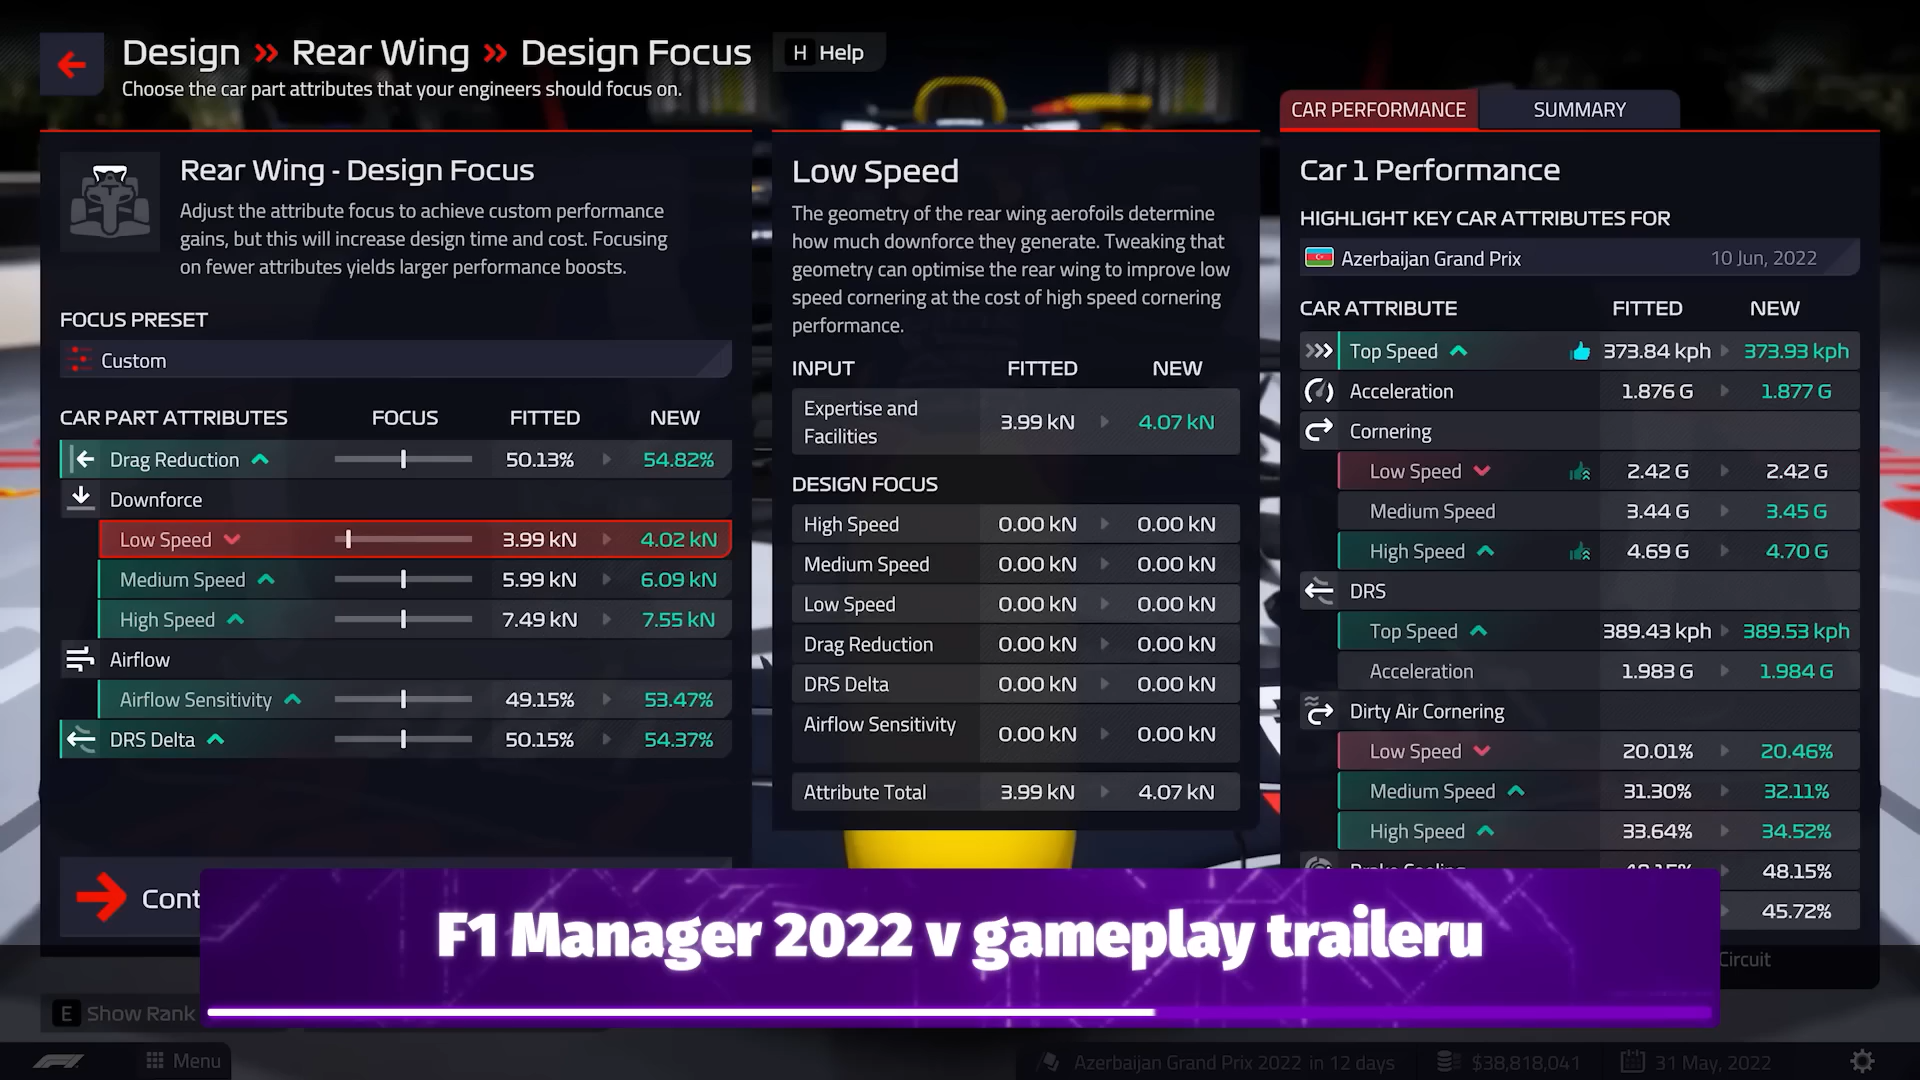 Design » Rear Wing » Design Focus
H Help
Choose the car part attributes that your engineers should focus on.
Rear Wing - Design Focus
Adjust the attribute focus to achieve custom performance
gains, but this will increase design time and cost. Focusing
on fewer attributes yields larger performance boosts.
FOCUS PRESET
Custom
CAR PART ATTRIBUTES FOCUS FITTED NEW
Drag Reduction 50.13% 54.82%
Downforce
Low Speed 3.99 kN 4.02 kN
Medium Speed 5.99 kN 6.09 kN
High Speed 7.49 kN 7.55 kN
Airflow
Airflow Sensitivity 49.15% 53.47%
DRS Delta 50.15% 54.37%
Cont
Low Speed
The geometry of the rear wing aerofoils determine
how much downforce they generate. Tweaking that
geometry can optimise the rear wing to improve low
speed cornering at the cost of high speed cornering
performance.
INPUT FITTED NEW
Expertise and
Facilities 3.99 kN 4.07 kN
DESIGN FOCUS
High Speed 0.00 kN 0.00 kN
Medium Speed 0.00 kN 0.00 kN
Low Speed 0.00 kN 0.00 kN
Drag Reduction 0.00 kN 0.00 kN
DRS Delta 0.00 kN 0.00 kN
Airflow Sensitivity 0.00 kN 0.00 kN
Attribute Total 3.99 kN 4.07 kN
CAR PERFORMANCE SUMMARY
Car 1 Performance
HIGHLIGHT KEY CAR ATTRIBUTES FOR
Azerbaijan Grand Prix 10 Jun, 2022
CAR ATTRIBUTE FITTED NEW
Top Speed 373.84 kph 373.93 kph
Acceleration 1.876 G 1.877 G
Cornering
Low Speed 2.42 G 2.42 G
Medium Speed 3.44 G 3.45 G
High Speed 4.69 G 4.70 G
DRS
Top Speed 389.43 kph 389.53 kph
Acceleration 1.983 G 1.984 G
Dirty Air Cornering
Low Speed 20.01% 20.46%
Medium Speed 31.30% 32.11%
High Speed 33.64% 34.52%
Brake Cooling 48.15% 48.15%
45.72%
Circuit
F1 Manager 2022 v gameplay traileru
E Show Rank
Menu
Azerbaijan Grand Prix 2022 in 12 days
$38,818,041
31 May, 2022